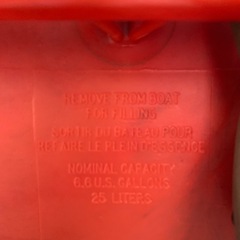 REMOVE FROM BOAT
FOR FILLING
SORTIR DU BATEAU POUR
REFAIRE LE PLEIN D'ESSENCE
NOMINAL CAPACITY
6.6 U.S. GALLONS
25 LITERS